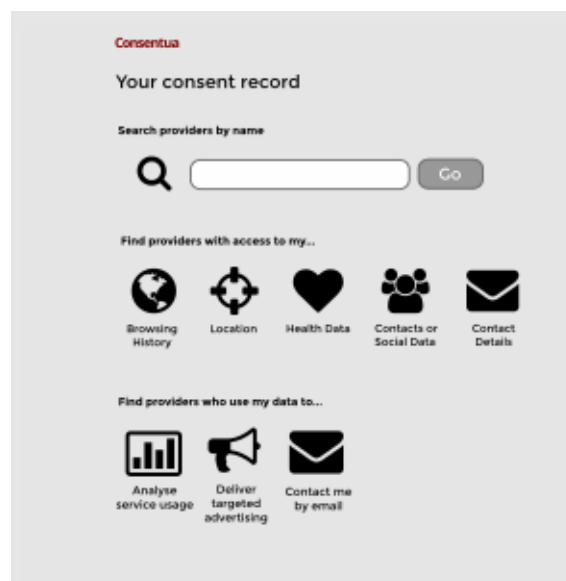 Consentua
Your consent record
Search providers by name
Go
Find providers with access to my...
Browsing
History
Location
Health Data
Contacts or
Social Data
Contact
Details
Find providers who use my data to...
Analyse
service usage
Deliver
targeted
advertising
Contact me
by email